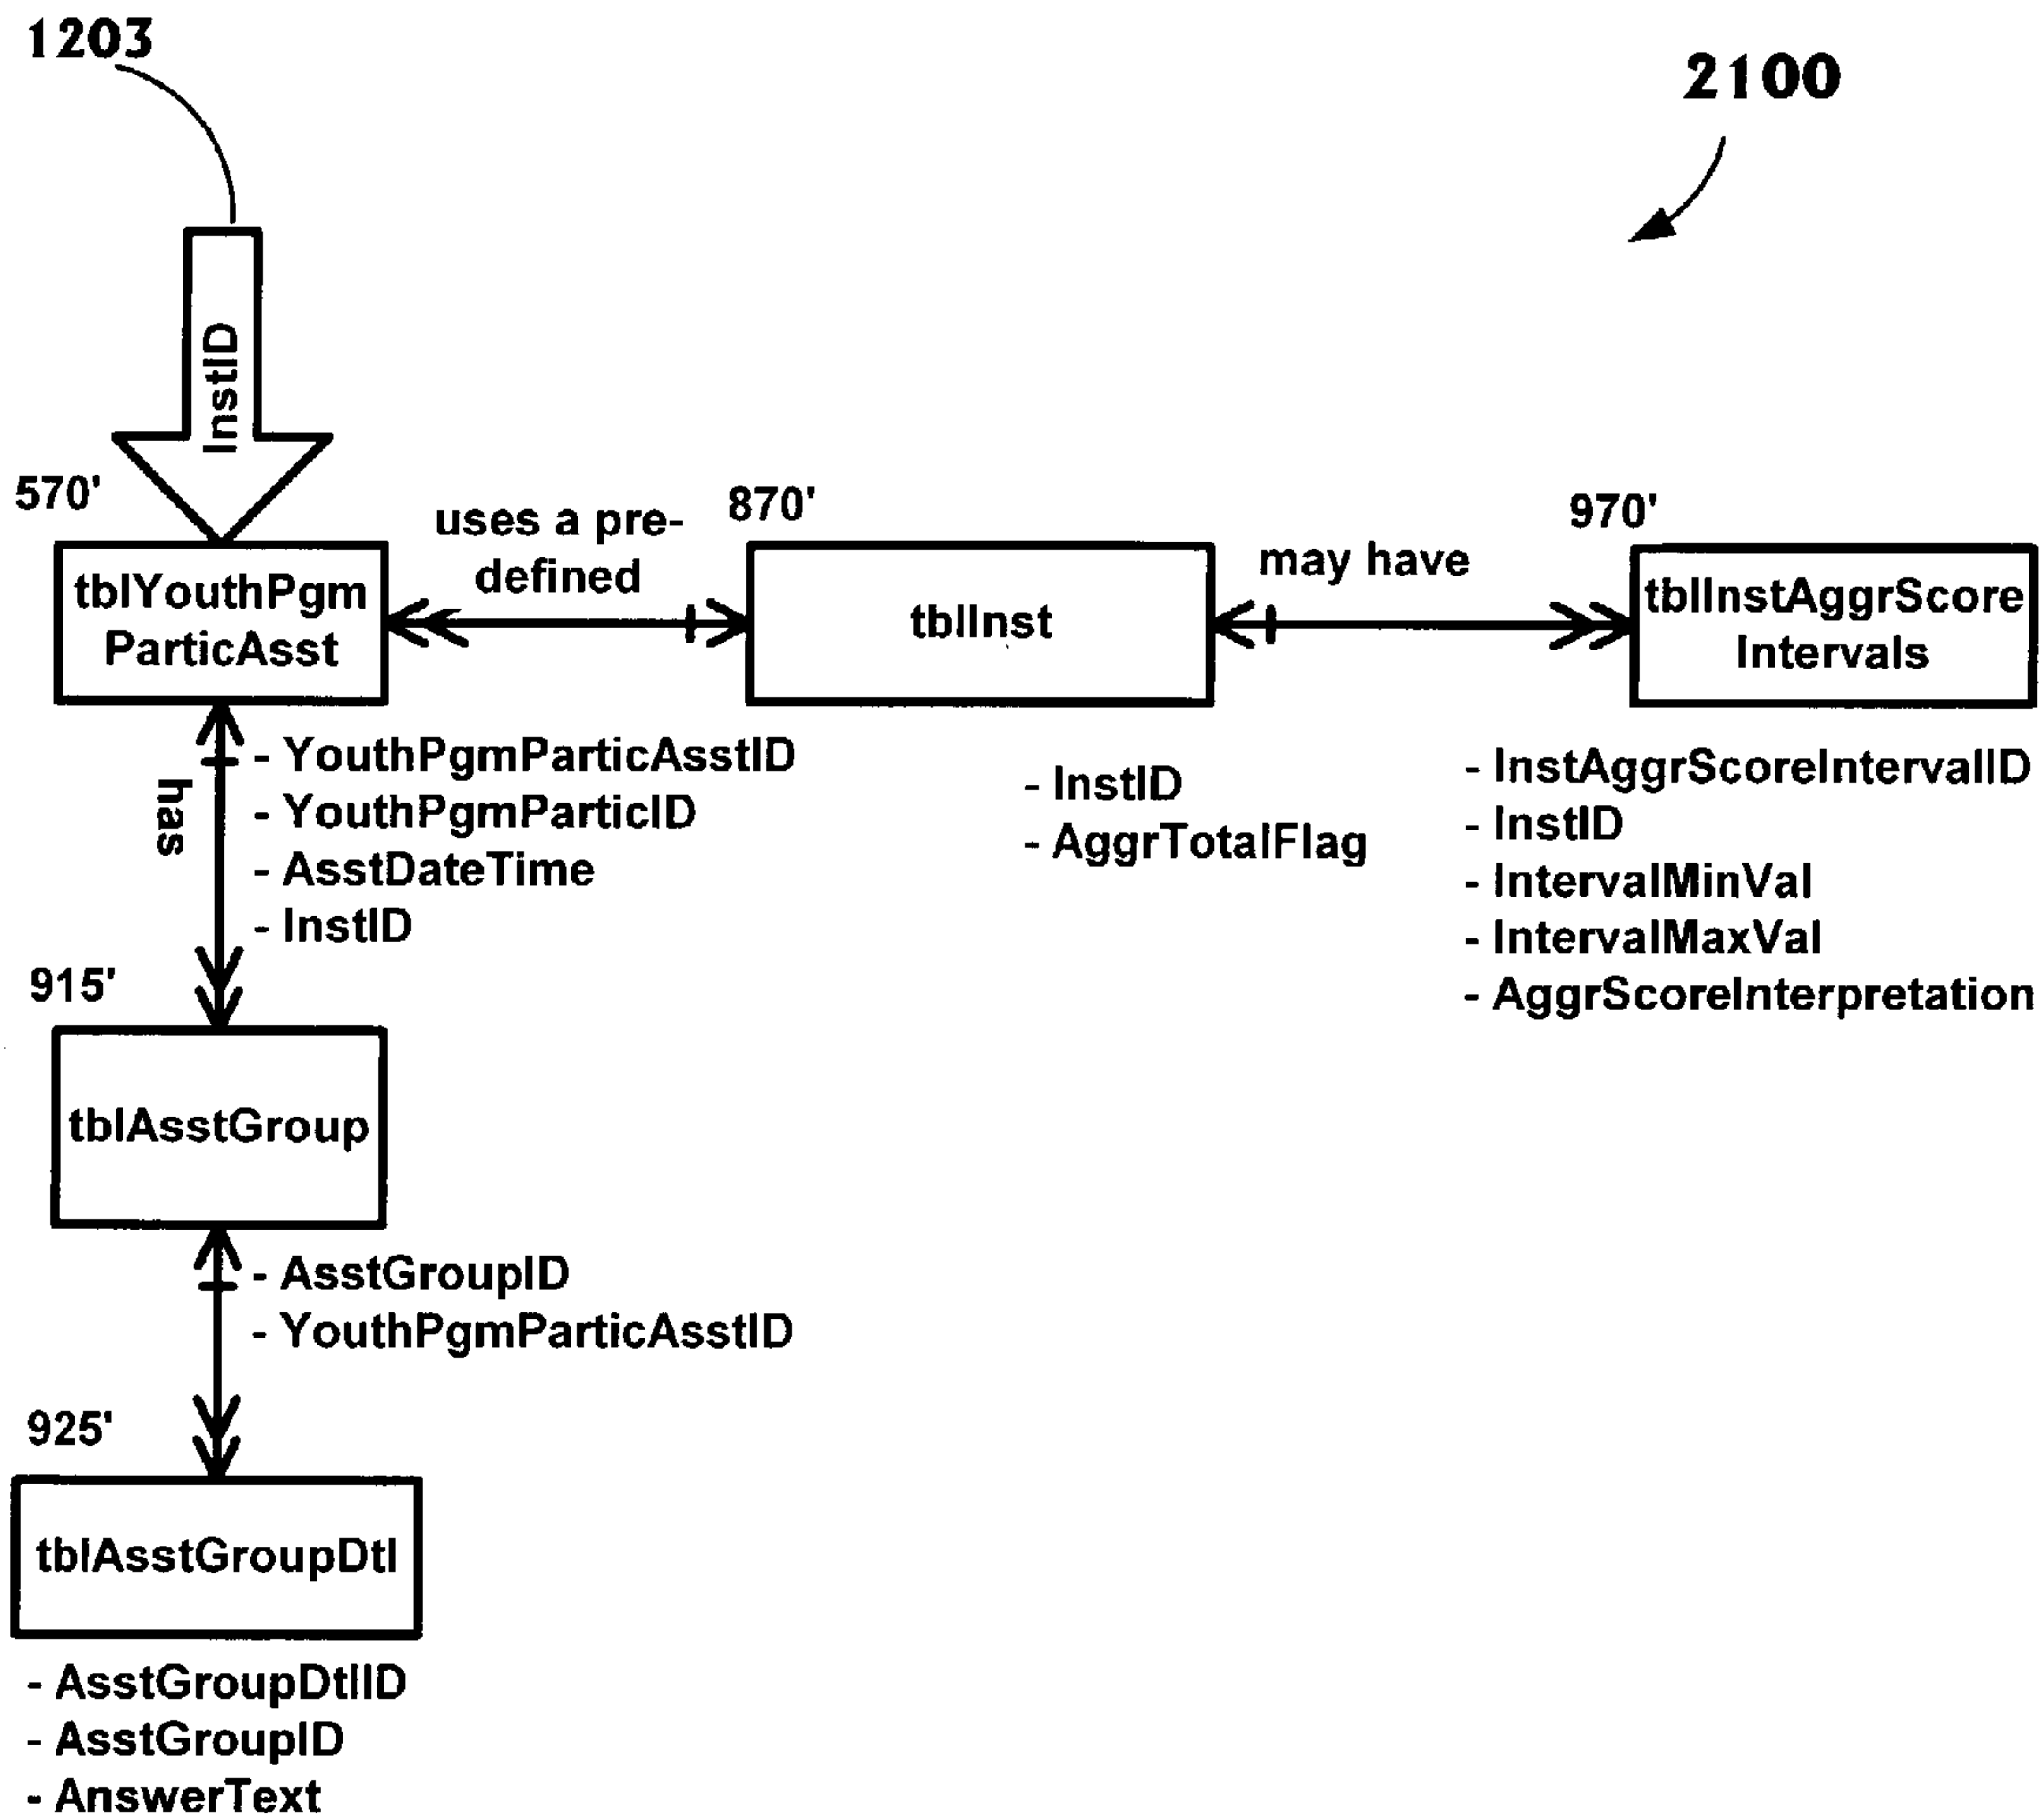 1203
2100
InstID
570'
uses a pre-
defined
870'
may have
970'
tblYouthPgm
ParticAsst
tblInst
tblInstAggrScore
Intervals
has
- YouthPgmParticAsstID
- YouthPgmParticID
- AsstDateTime
- InstID
- InstID
- AggrTotalFlag
- InstAggrScoreIntervalID
- InstID
- IntervalMinVal
- IntervalMaxVal
- AggrScoreInterpretation
915'
tblAsstGroup
- AsstGroupID
- YouthPgmParticAsstID
925'
tblAsstGroupDtl
- AsstGroupDtlID
- AsstGroupID
- AnswerText